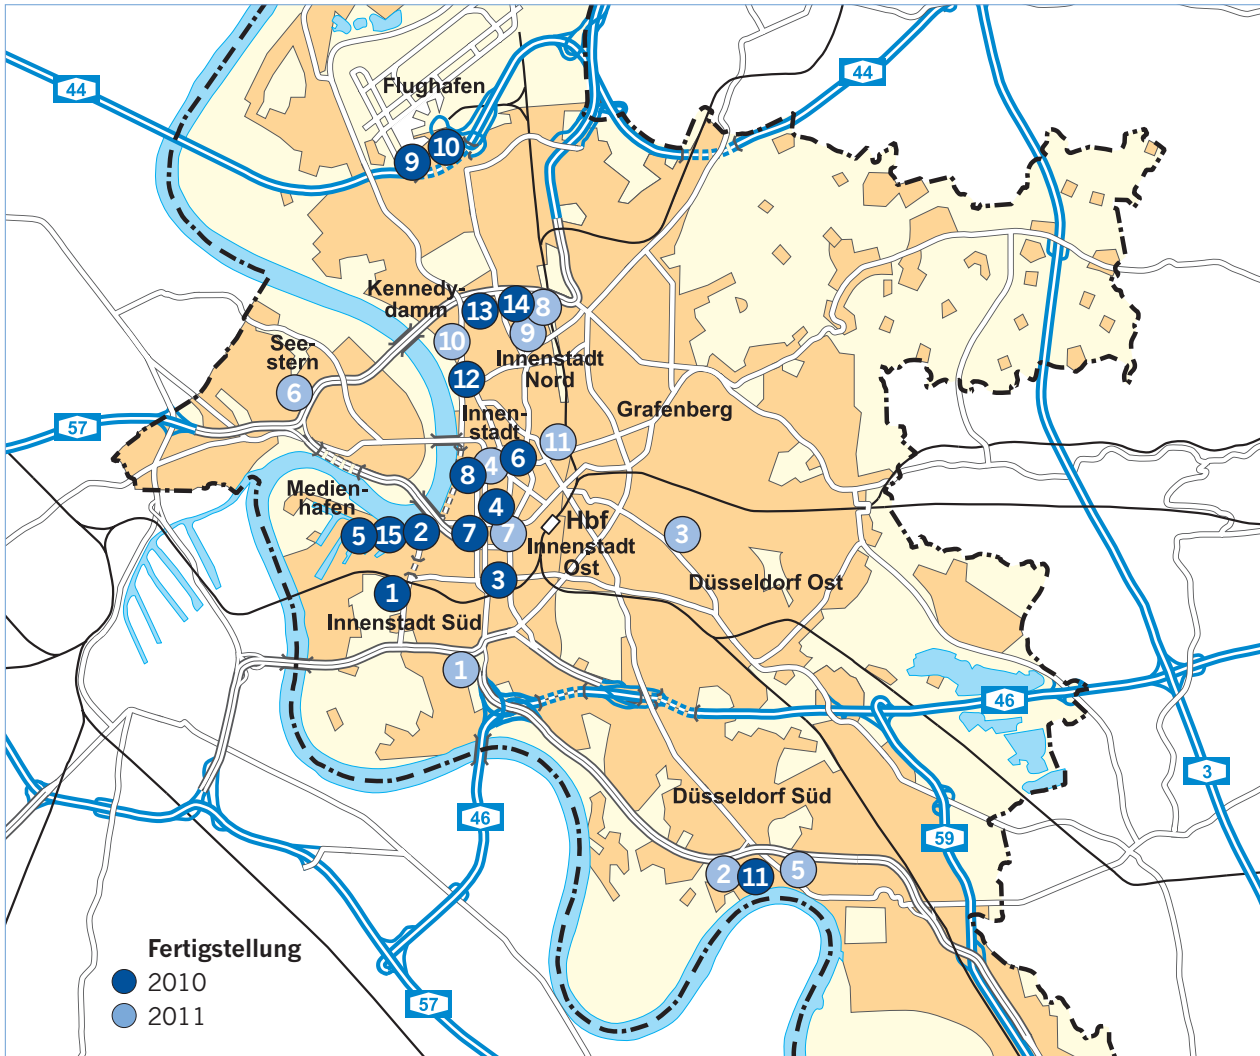 44
44
Flughafen
9
10
Kennedy-
damm
13
14
8
10
9
See-
stern
6
Innenstadt
Nord
12
57
Innen-
stadt
Grafenberg
11
8
4
6
Medien-
hafen
4
5
15
2
7
7
Hbf
3
Innenstadt
Ost
3
Düsseldorf Ost
1
Innenstadt Süd
1
46
3
46
Düsseldorf Süd
59
2
11
5
Fertigstellung
2010
2011
57